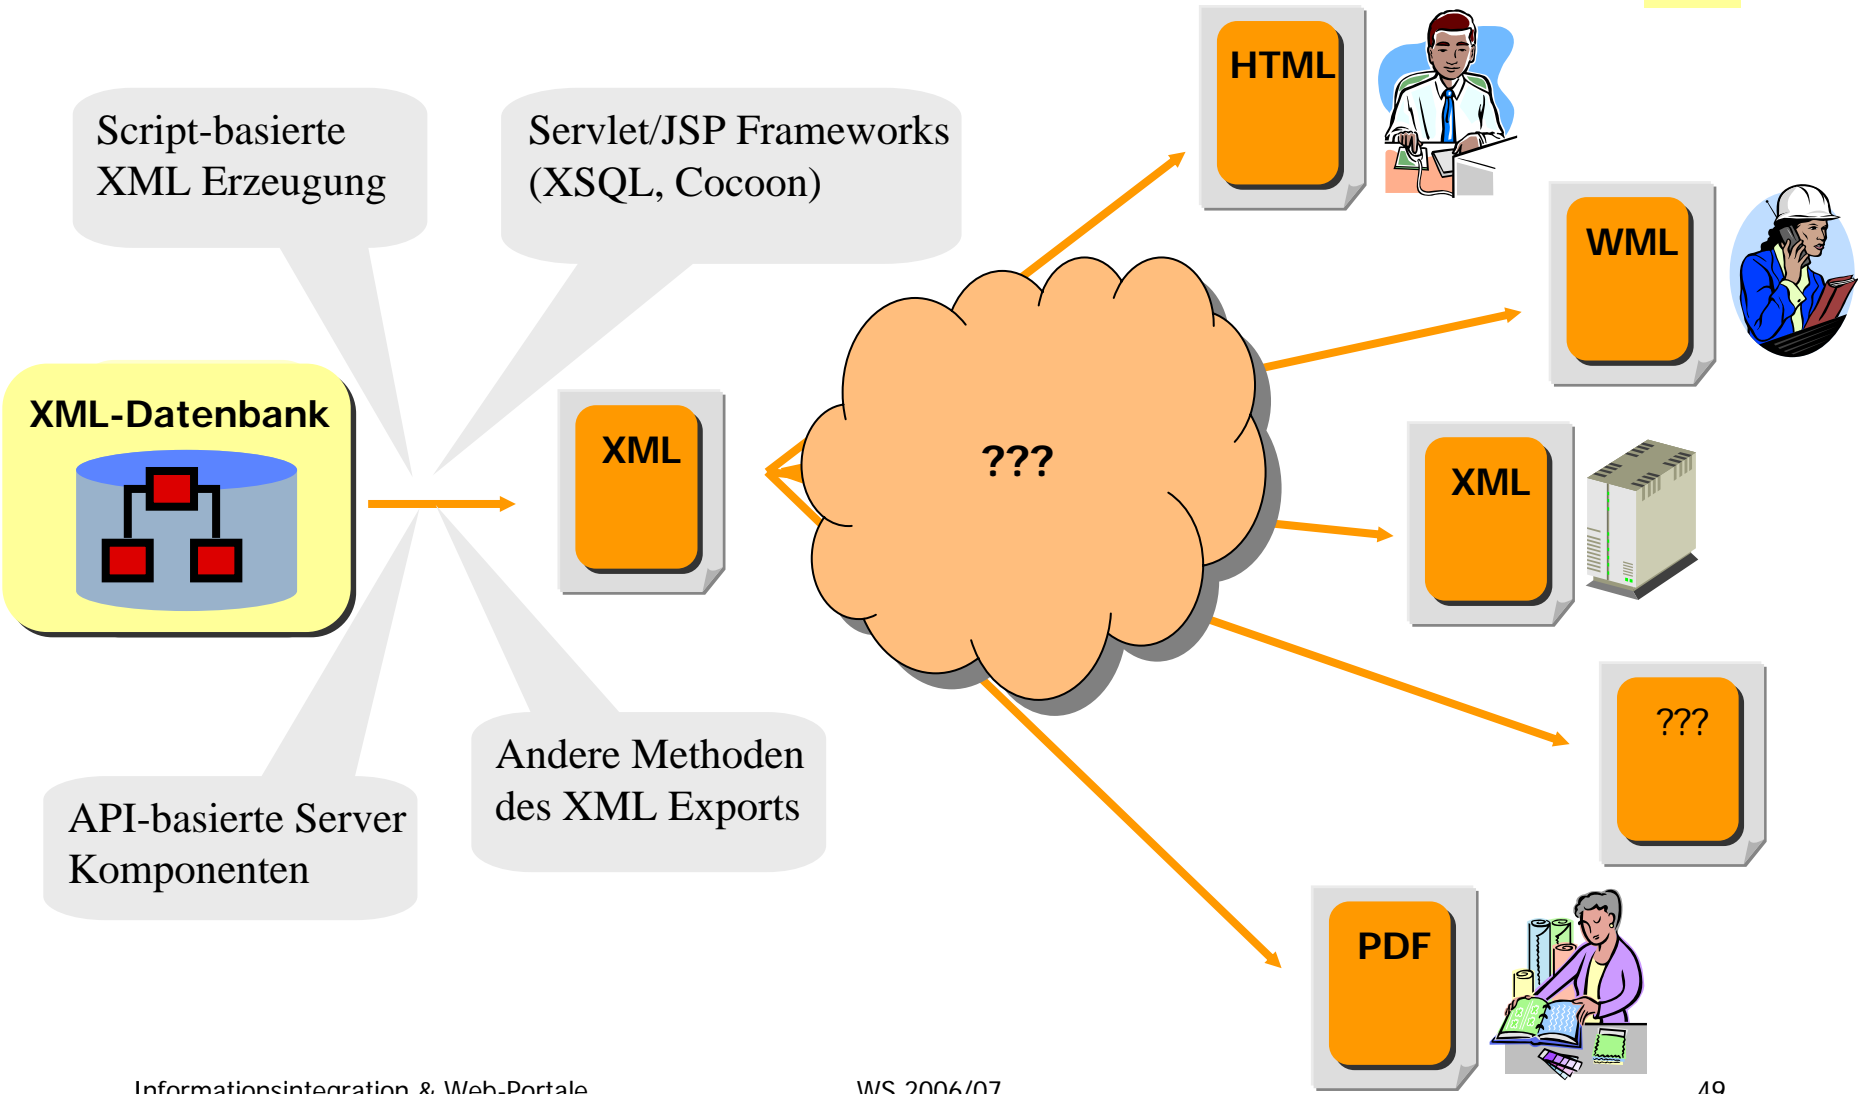 HTML
Script-basierte
XML Erzeugung
Servlet/JSP Frameworks
(XSQL, Cocoon)
WML
XML-Datenbank
XML
???
XML
???
Andere Methoden
des XML Exports
API-basierte Server
Komponenten
PDF
Informationsintegration & Web-Portale
WS 2006/07
49